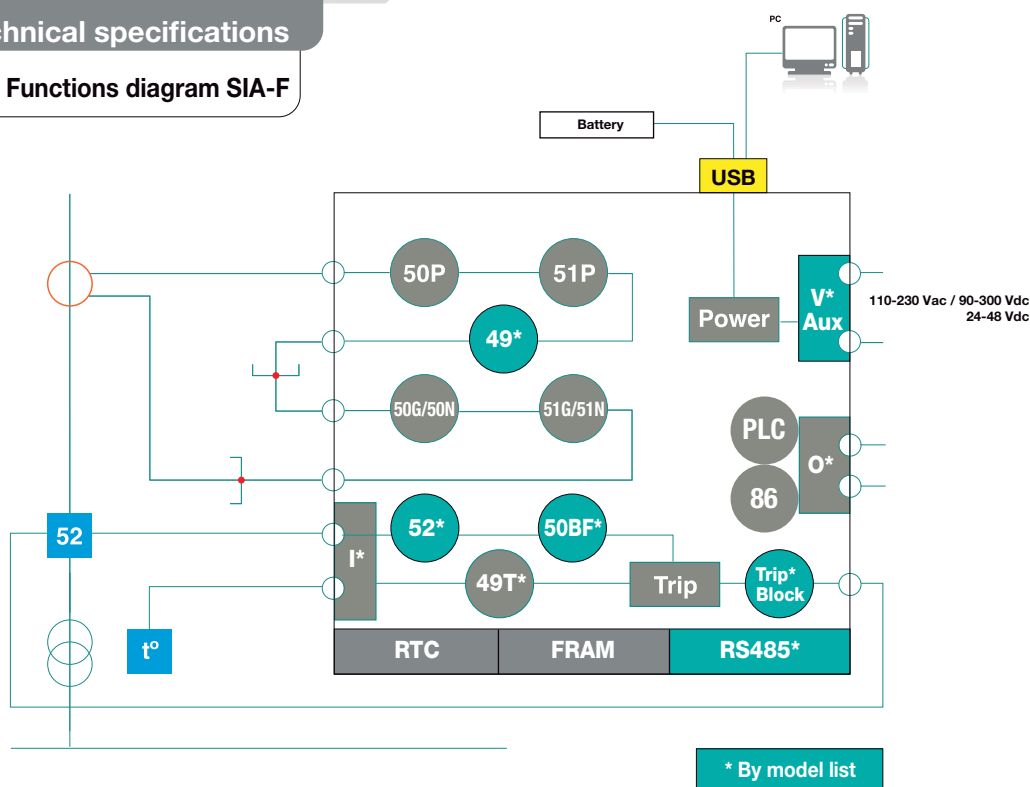 chnical specifications
Functions diagram SIA-F
PC
Battery
USB
50P
51P
49*
50G/50N
51G/51N
Power
V*
Aux
110-230 Vac / 90-300 Vdc
24-48 Vdc
PLC
86
O*
52
I*
52*
50BF*
49T*
Trip
Trip*
Block
tº
RTC
FRAM
RS485*
* By model list